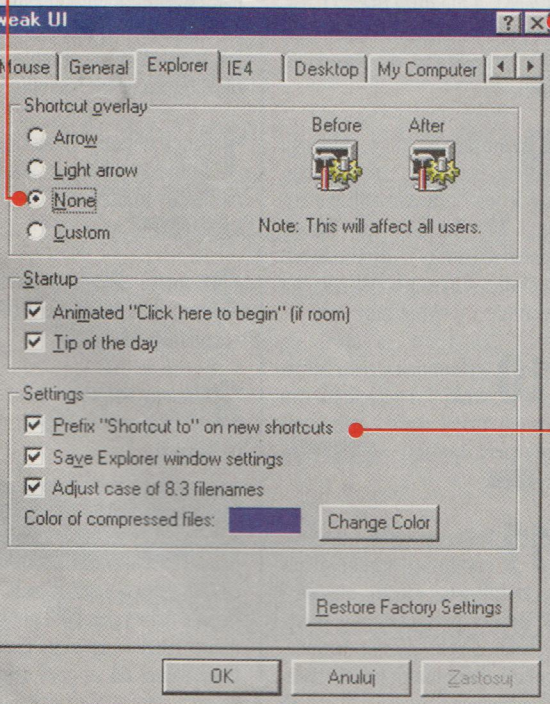 weak UI
Mouse General Explorer IE4 Desktop My Computer
Shortcut overlay
Before After
Arrow
Light arrow
None
Custom
Note: This will affect all users.
Startup
Animated "Click here to begin" (if room)
Tip of the day
Settings
Prefix "Shortcut to" on new shortcuts
Save Explorer window settings
Adjust case of 8.3 filenames
Color of compressed files: Change Color
Restore Factory Settings
OK Anuluj Zastosuj